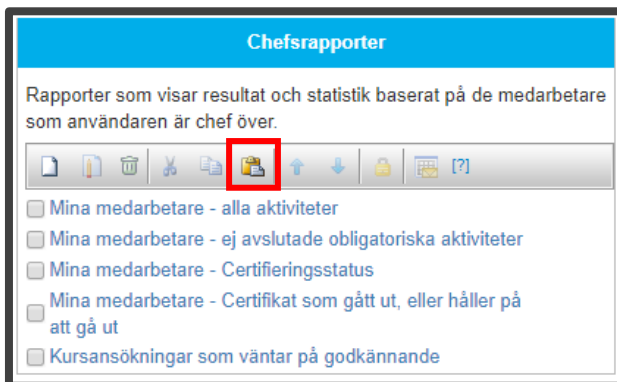 Chefsrapporter
Rapporter som visar resultat och statistik baserat på de medarbetare
som användaren är chef över.
[?]
Mina medarbetare - alla aktiviteter
Mina medarbetare - ej avslutade obligatoriska aktiviteter
Mina medarbetare - Certifieringsstatus
Mina medarbetare - Certifikat som gått ut, eller håller på
att gå ut
Kursansökningar som väntar på godkännande